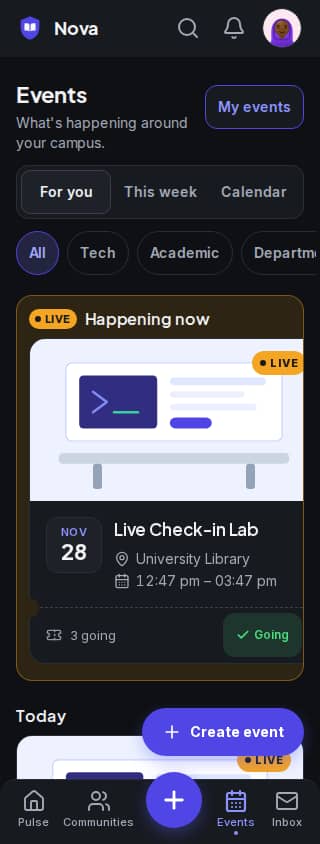 Nova
Events
My events
What's happening around
your campus.
For you
This week
Calendar
All
Tech
Academic
Departme
LIVE
Happening now
LIVE
NOV
28
Live Check-in Lab
University Library
12:47 pm – 03:47 pm
3 going
Going
Today
Create event
LIVE
Pulse
Communities
Events
Inbox